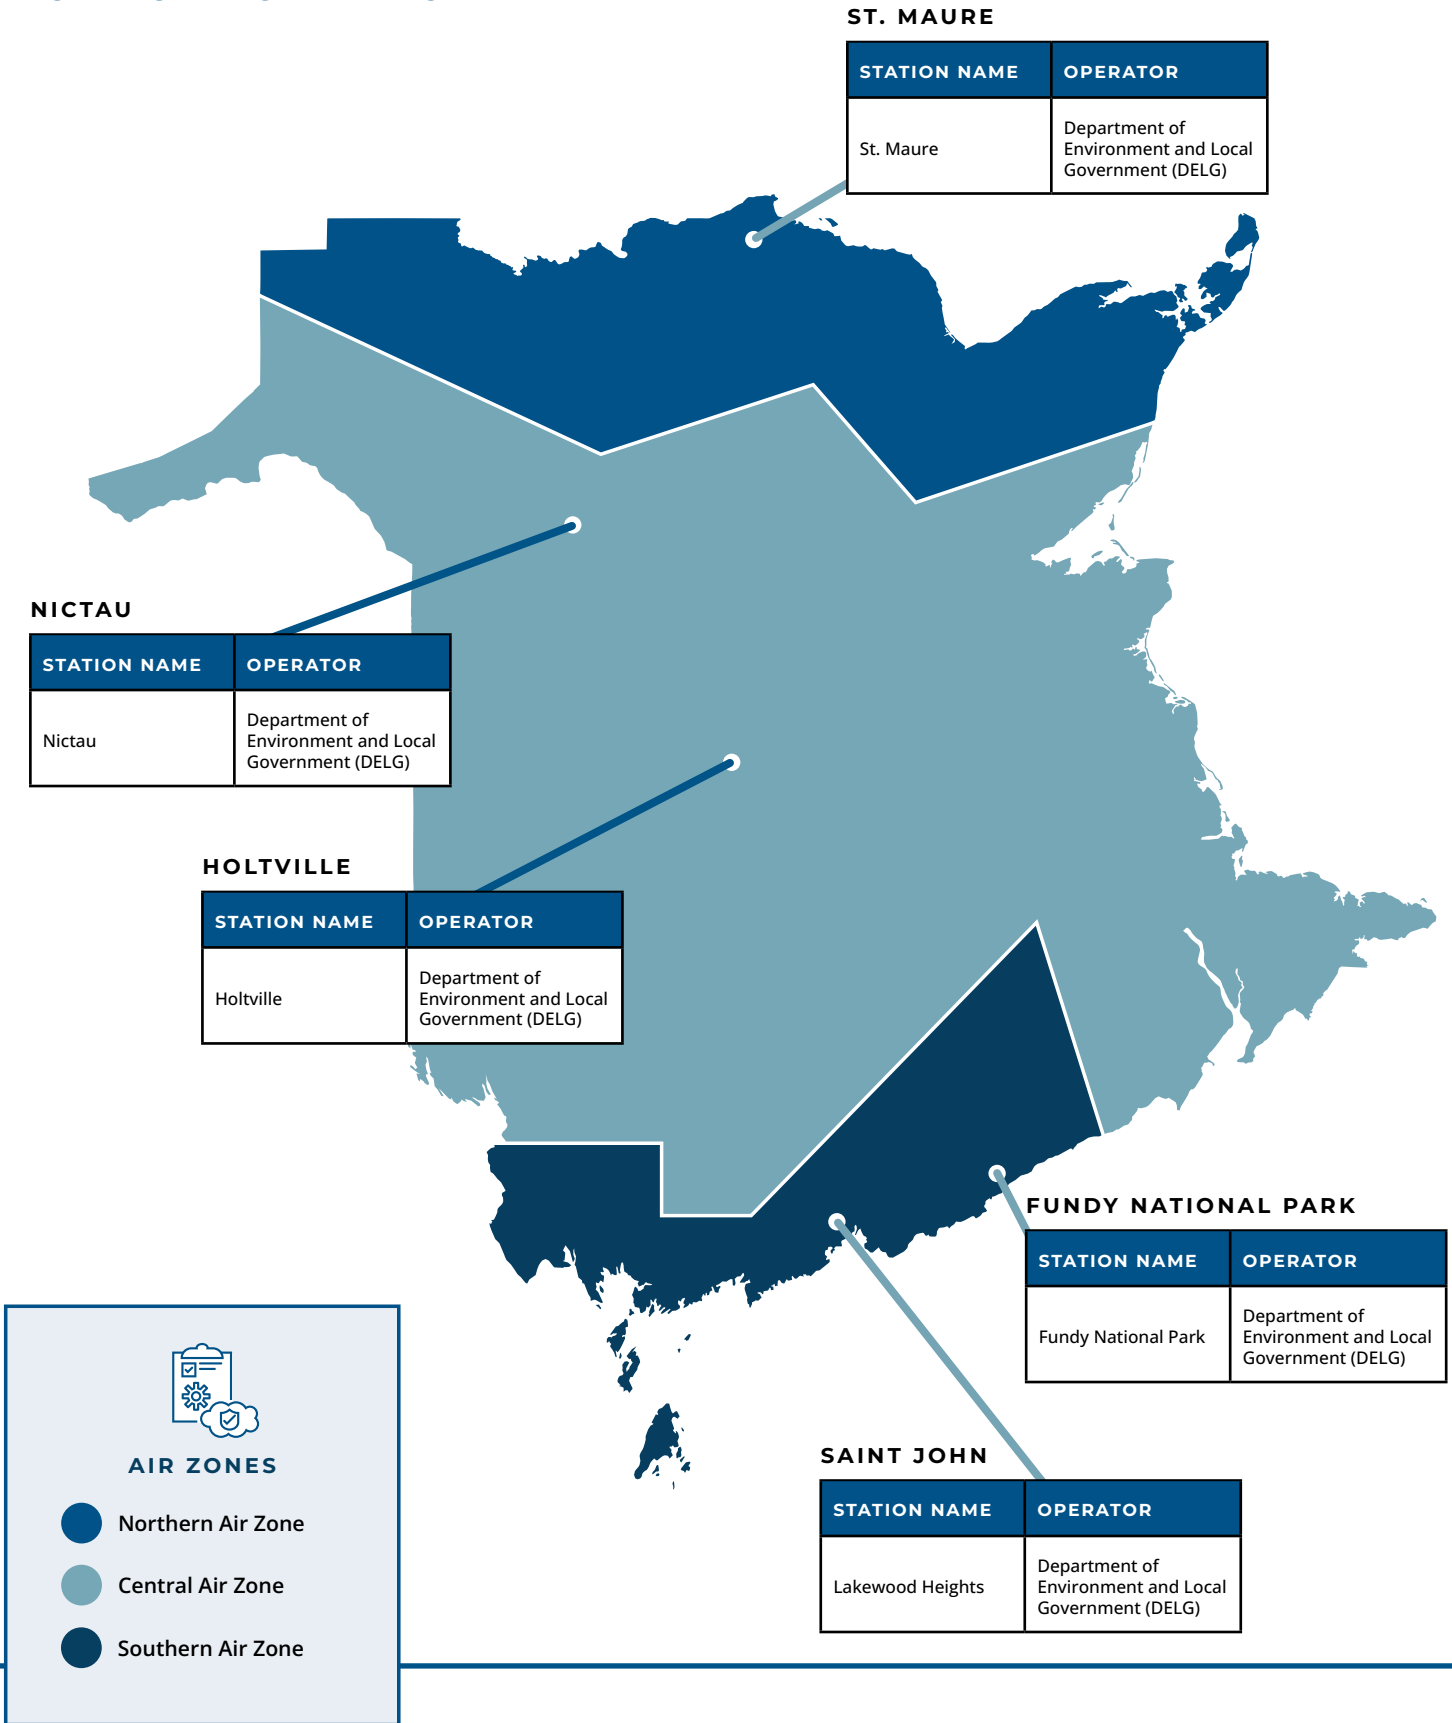 ST. MAURE
STATION NAME OPERATOR
St. Maure
Department of
Environment and Local
Government (DELG)
NICTAU
STATION NAME OPERATOR
Nictau
Department of
Environment and Local
Government (DELG)
HOLTVILLE
STATION NAME OPERATOR
Holtville
Department of
Environment and Local
Government (DELG)
FUNDY NATIONAL PARK
STATION NAME OPERATOR
Fundy National Park
Department of
Environment and Local
Government (DELG)
SAINT JOHN
STATION NAME OPERATOR
Lakewood Heights
Department of
Environment and Local
Government (DELG)
AIR ZONES
Northern Air Zone
Central Air Zone
Southern Air Zone